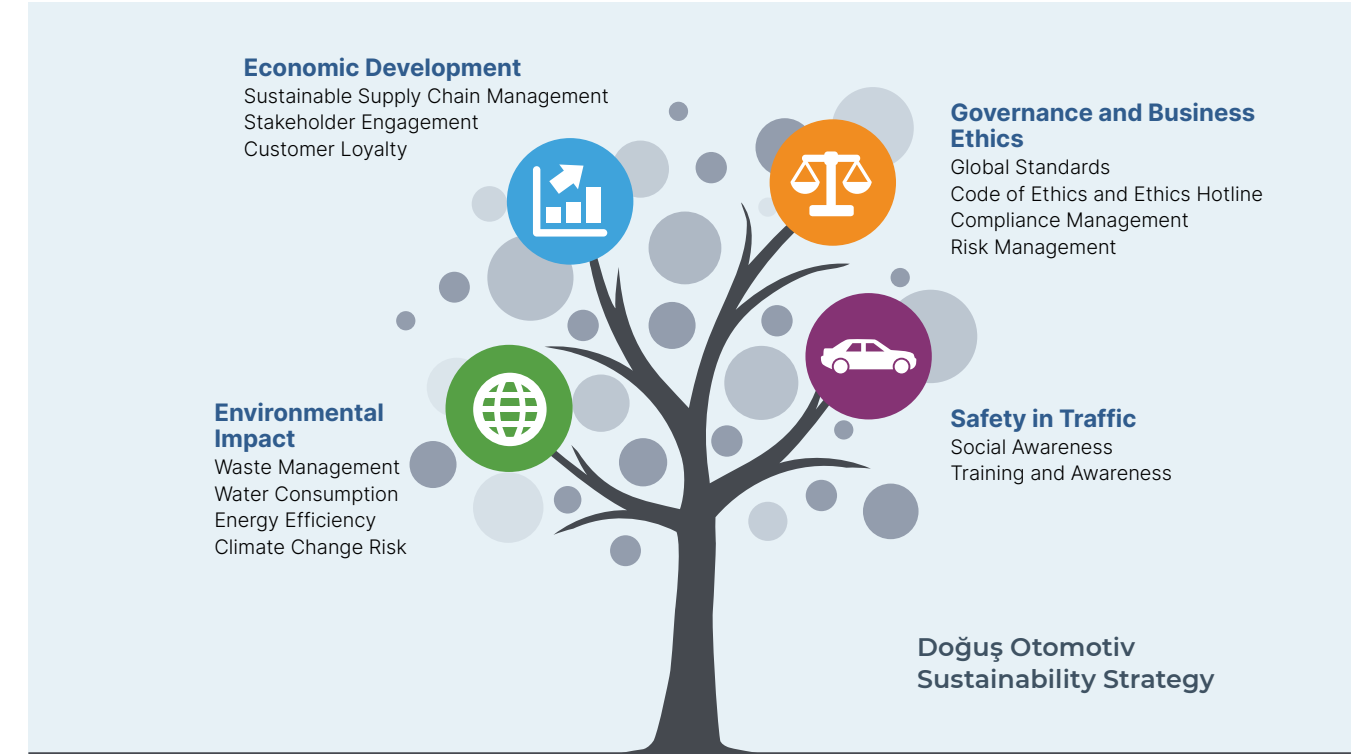 Economic Development
Sustainable Supply Chain Management
Stakeholder Engagement
Customer Loyalty
Governance and Business
Ethics
Global Standards
Code of Ethics and Ethics Hotline
Compliance Management
Risk Management
Environmental
Impact
Waste Management
Water Consumption
Energy Efficiency
Climate Change Risk
Safety in Traffic
Social Awareness
Training and Awareness
Doğuş Otomotiv
Sustainability Strategy